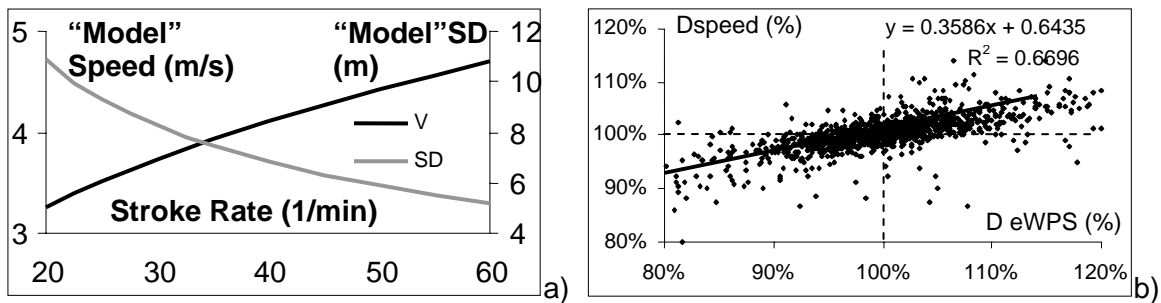 5
4
3
“Model”
Speed (m/s)
“Model”SD
(m)
12
10
8
6
4
V
SD
Stroke Rate (1/min)
20 30 40 50 60
a)
Dspeed (%)
y = 0.3586x + 0.6435
R² = 0.6696
120%
110%
100%
90%
80%
D eWPS (%)
80% 90% 100% 110% 120%
b)